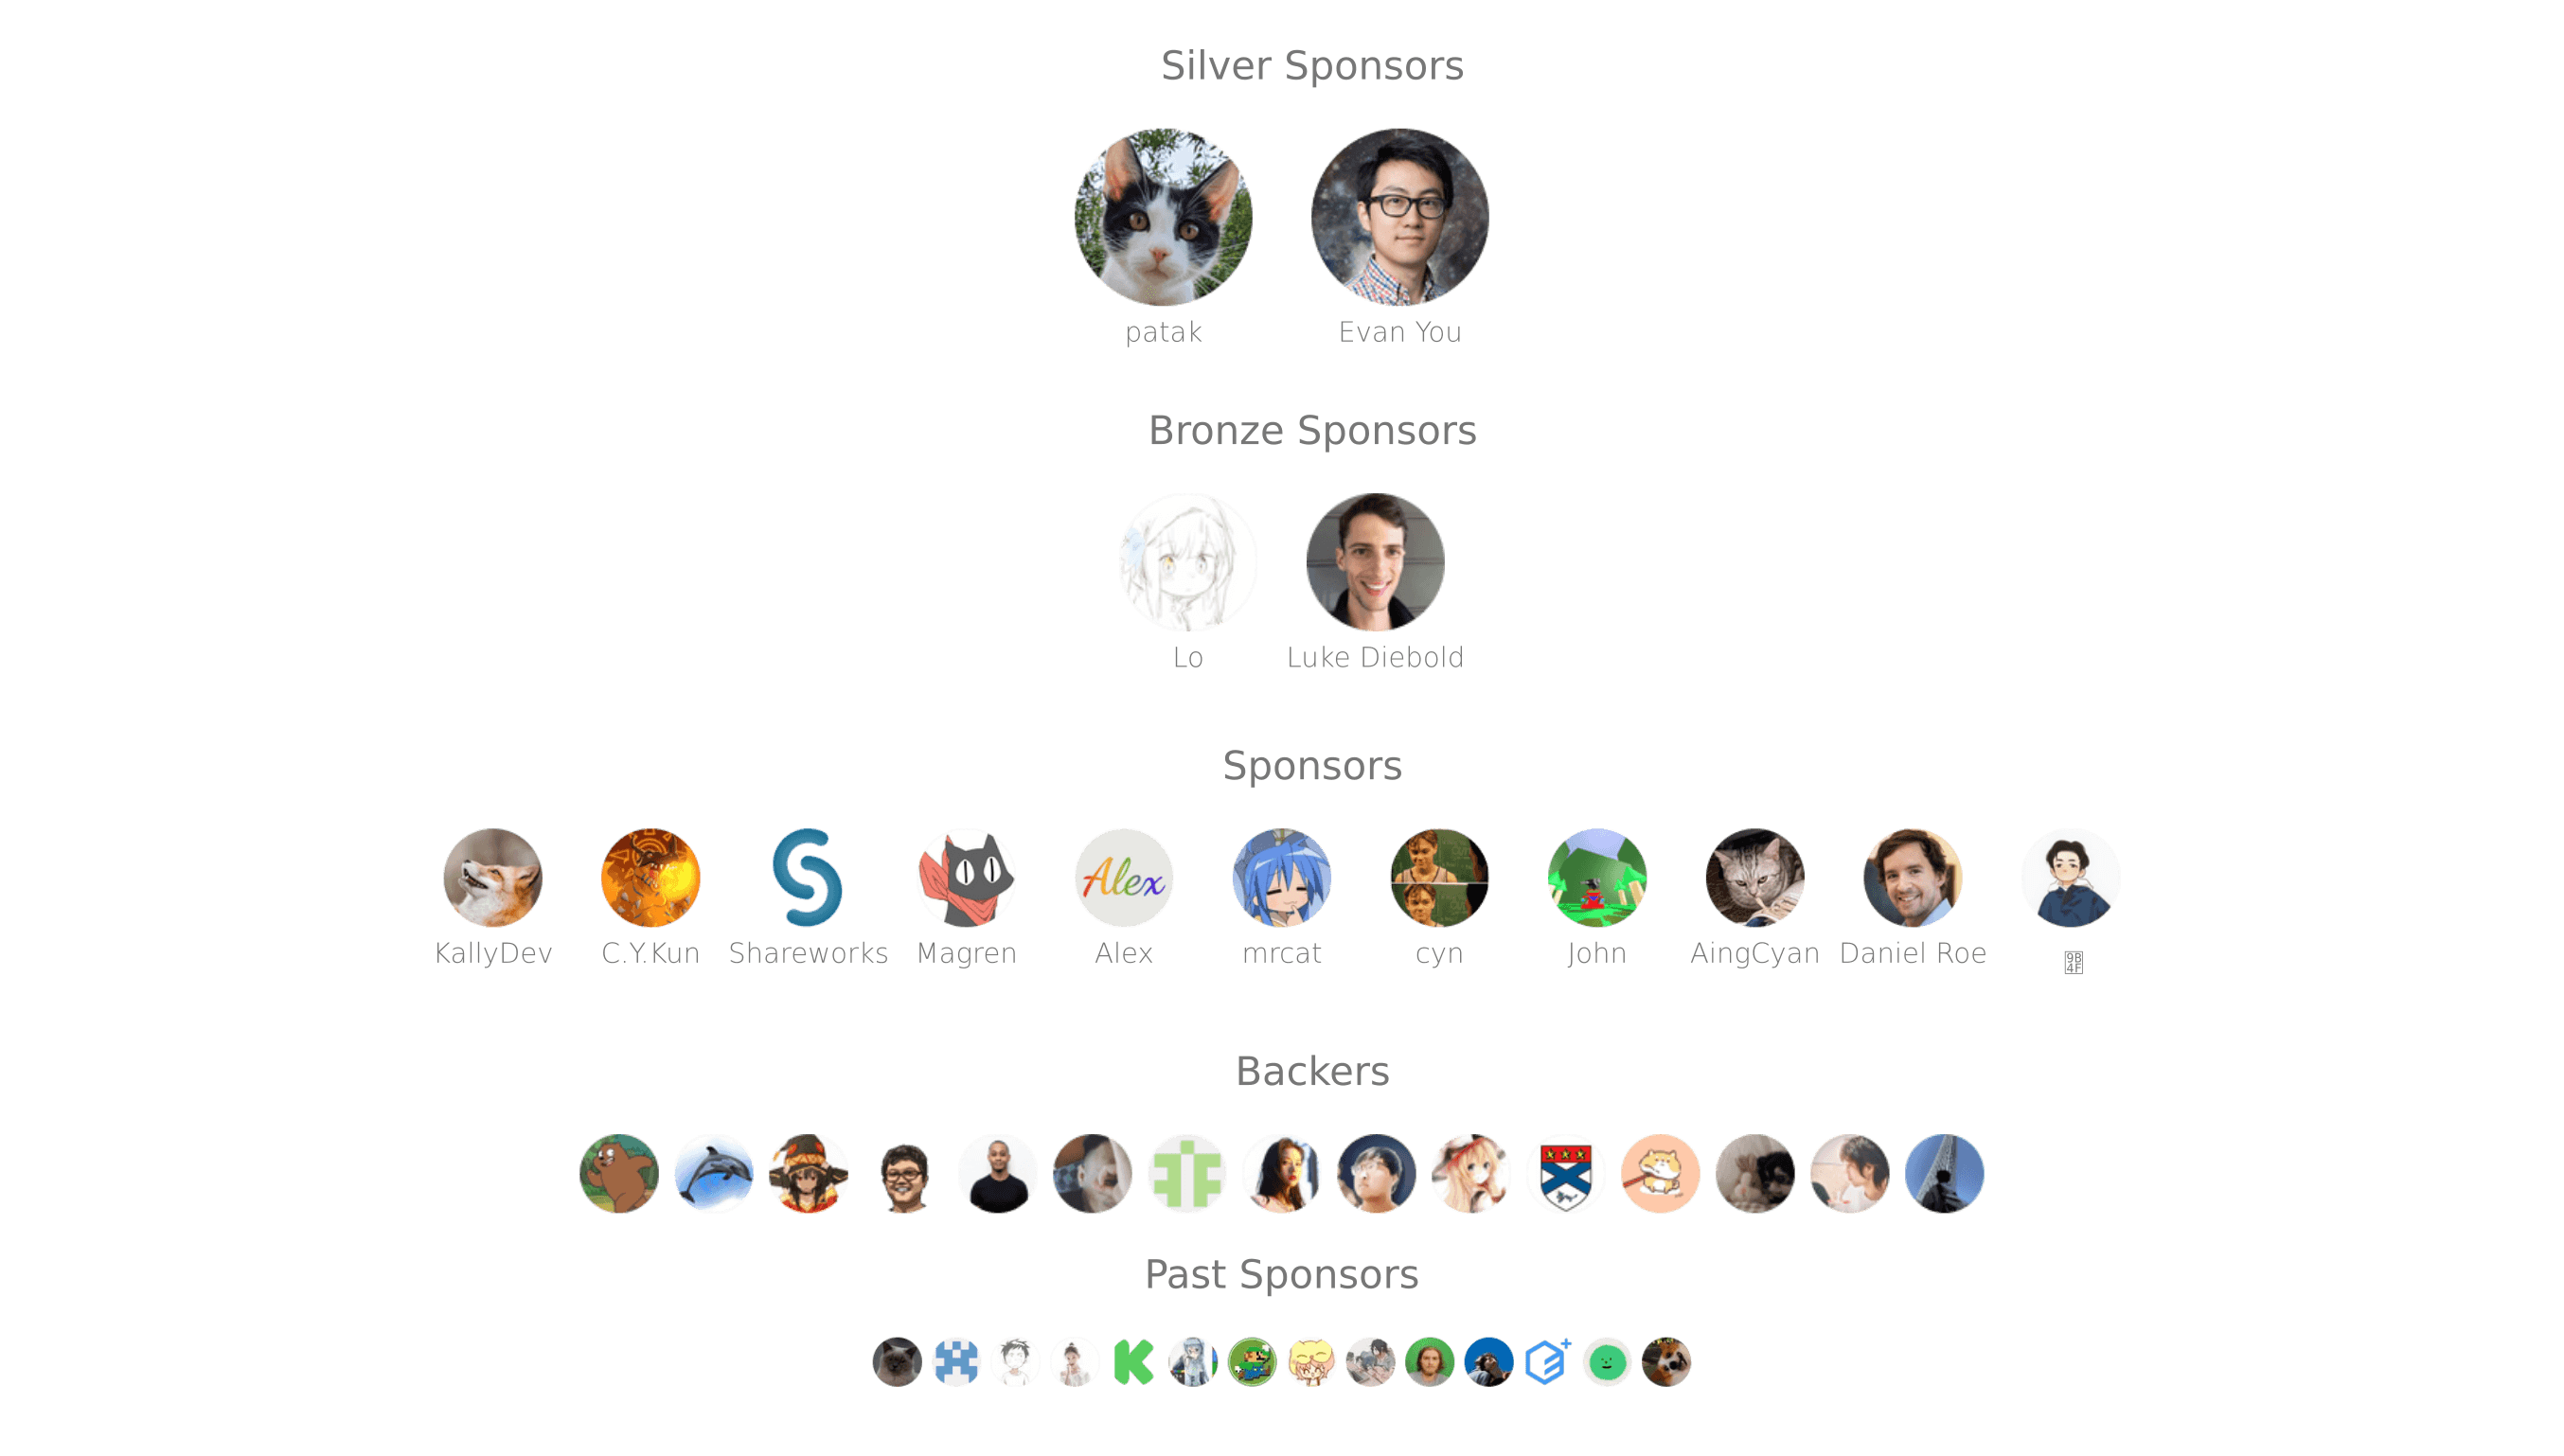 Silver Sponsors
patak
Evan You
Bronze Sponsors
Lo
Luke Diebold
Sponsors
Alex
KallyDev
C.Y.Kun
Shareworks
Magren
Alex
mrcat
cyn
John
AingCyan
Daniel Roe
Backers
Past Sponsors